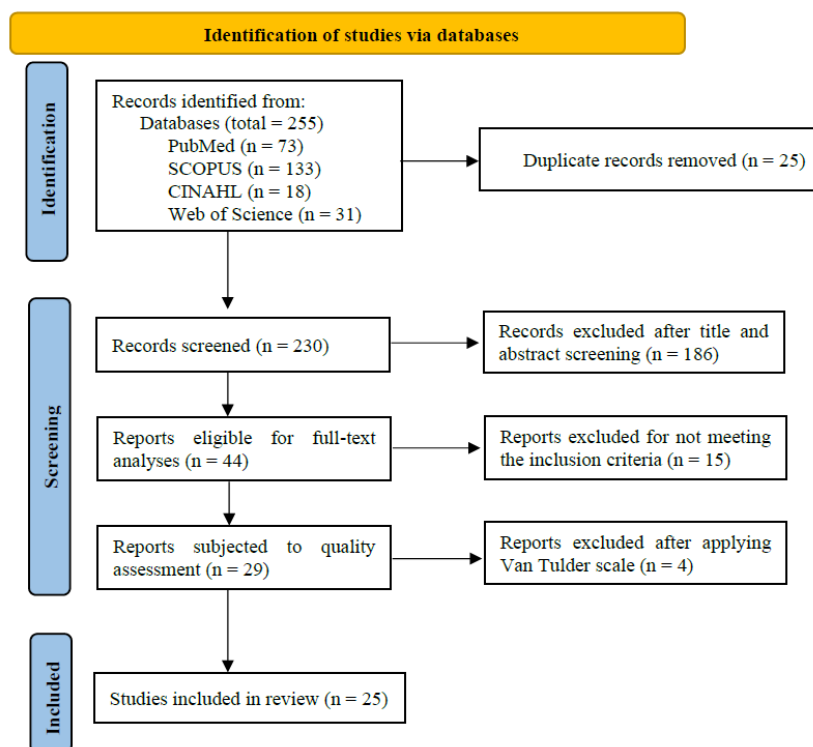 Identification of studies via databases
Identification
Records identified from:
Databases (total = 255)
PubMed (n = 73)
SCOPUS (n = 133)
CINAHL (n = 18)
Web of Science (n = 31)
Duplicate records removed (n = 25)
Screening
Records screened (n = 230)
Records excluded after title and
abstract screening (n = 186)
Reports eligible for full-text
analyses (n = 44)
Reports excluded for not meeting
the inclusion criteria (n = 15)
Reports subjected to quality
assessment (n = 29)
Reports excluded after applying
Van Tulder scale (n = 4)
Included
Studies included in review (n = 25)